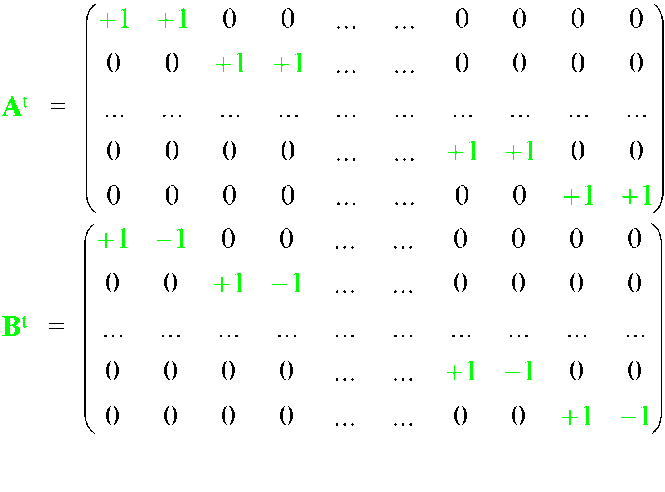 +1 +1 0 0 ... ... 0 0 0 0
0 0 +1 +1 ... ... 0 0 0 0
Aᵗ = ... ... ... ... ... ... ... ... ... ...
0 0 0 0 ... ... +1 +1 0 0
0 0 0 0 ... ... 0 0 +1 +1
+1 −1 0 0 ... ... 0 0 0 0
0 0 +1 −1 ... ... 0 0 0 0
Bᵗ = ... ... ... ... ... ... ... ... ... ...
0 0 0 0 ... ... +1 −1 0 0
0 0 0 0 ... ... 0 0 +1 −1